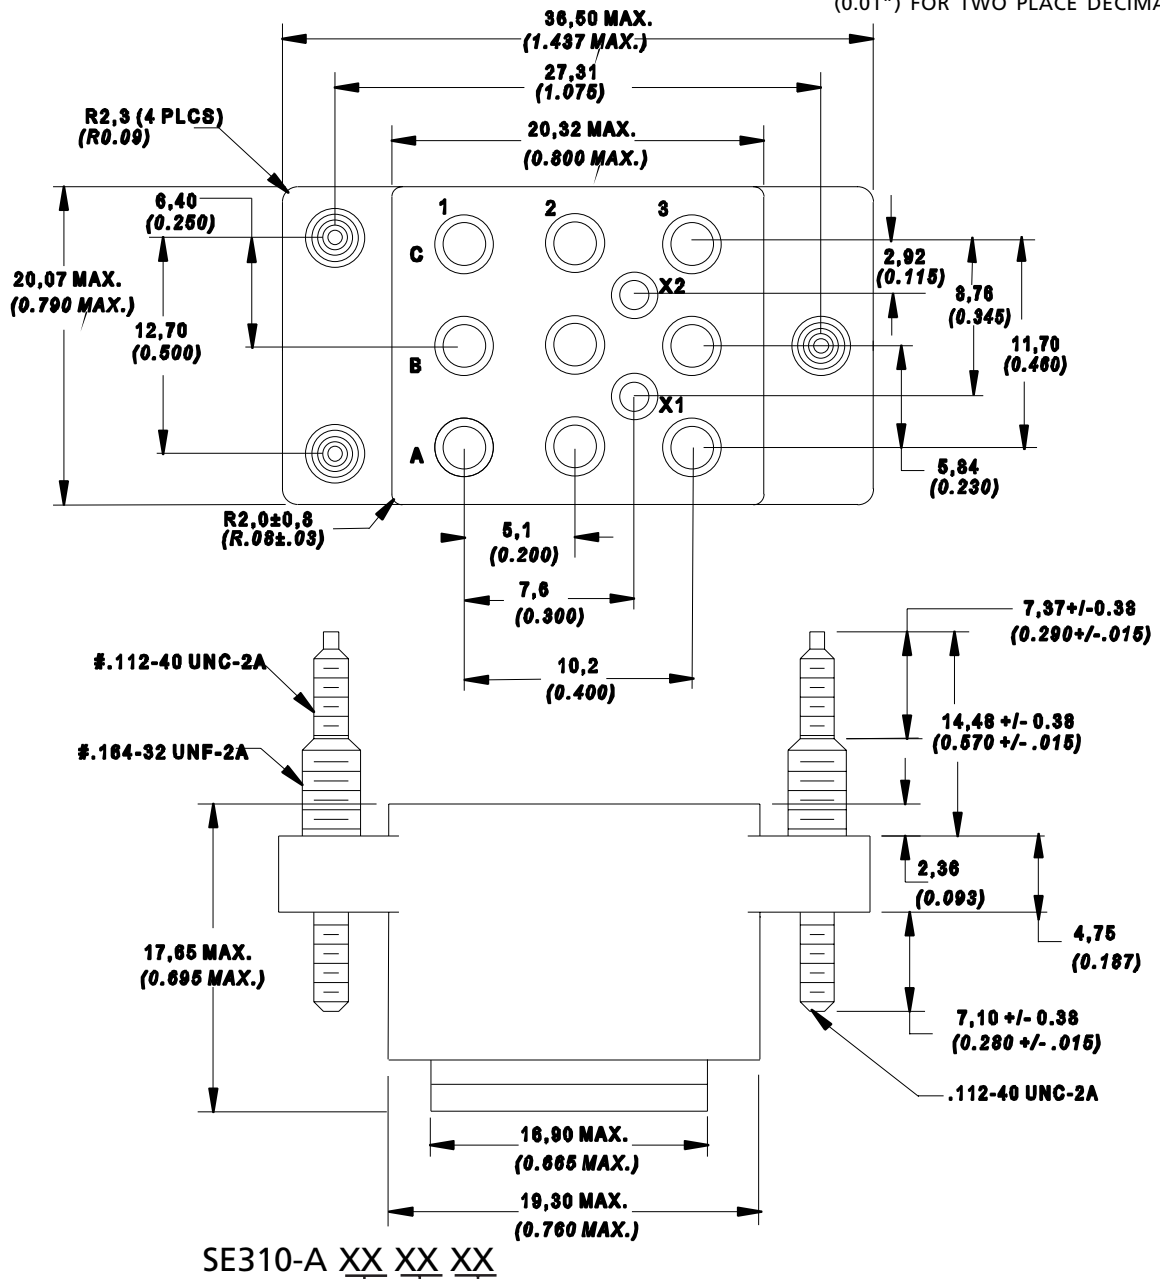 (0.01") FOR TWO PLACE DECIMA
36,50 MAX.
(1.437 MAX.)
27,31
(1.075)
R2,3 (4 PLCS)
(R0.09)
20,32 MAX.
(0.800 MAX.)
6,40
(0.250)
1
2
3
C
2,92
(0.115)
20,07 MAX.
(0.790 MAX.)
X2
8,76
(0.345)
12,70
(0.500)
11,70
(0.460)
B
X1
A
5,84
(0.230)
R2,0±0,8
(R.08±.03)
5,1
(0.200)
7,6
(0.300)
7,37+/-0.38
(0.290+/-.015)
#.112-40 UNC-2A
10,2
(0.400)
14,48 +/- 0.38
(0.570 +/- .015)
#.164-32 UNF-2A
2,36
(0.093)
4,75
(0.187)
17,65 MAX.
(0.695 MAX.)
7,10 +/- 0.38
(0.280 +/- .015)
.112-40 UNC-2A
16,90 MAX.
(0.665 MAX.)
19,30 MAX.
(0.760 MAX.)
SE310-A XX XX XX